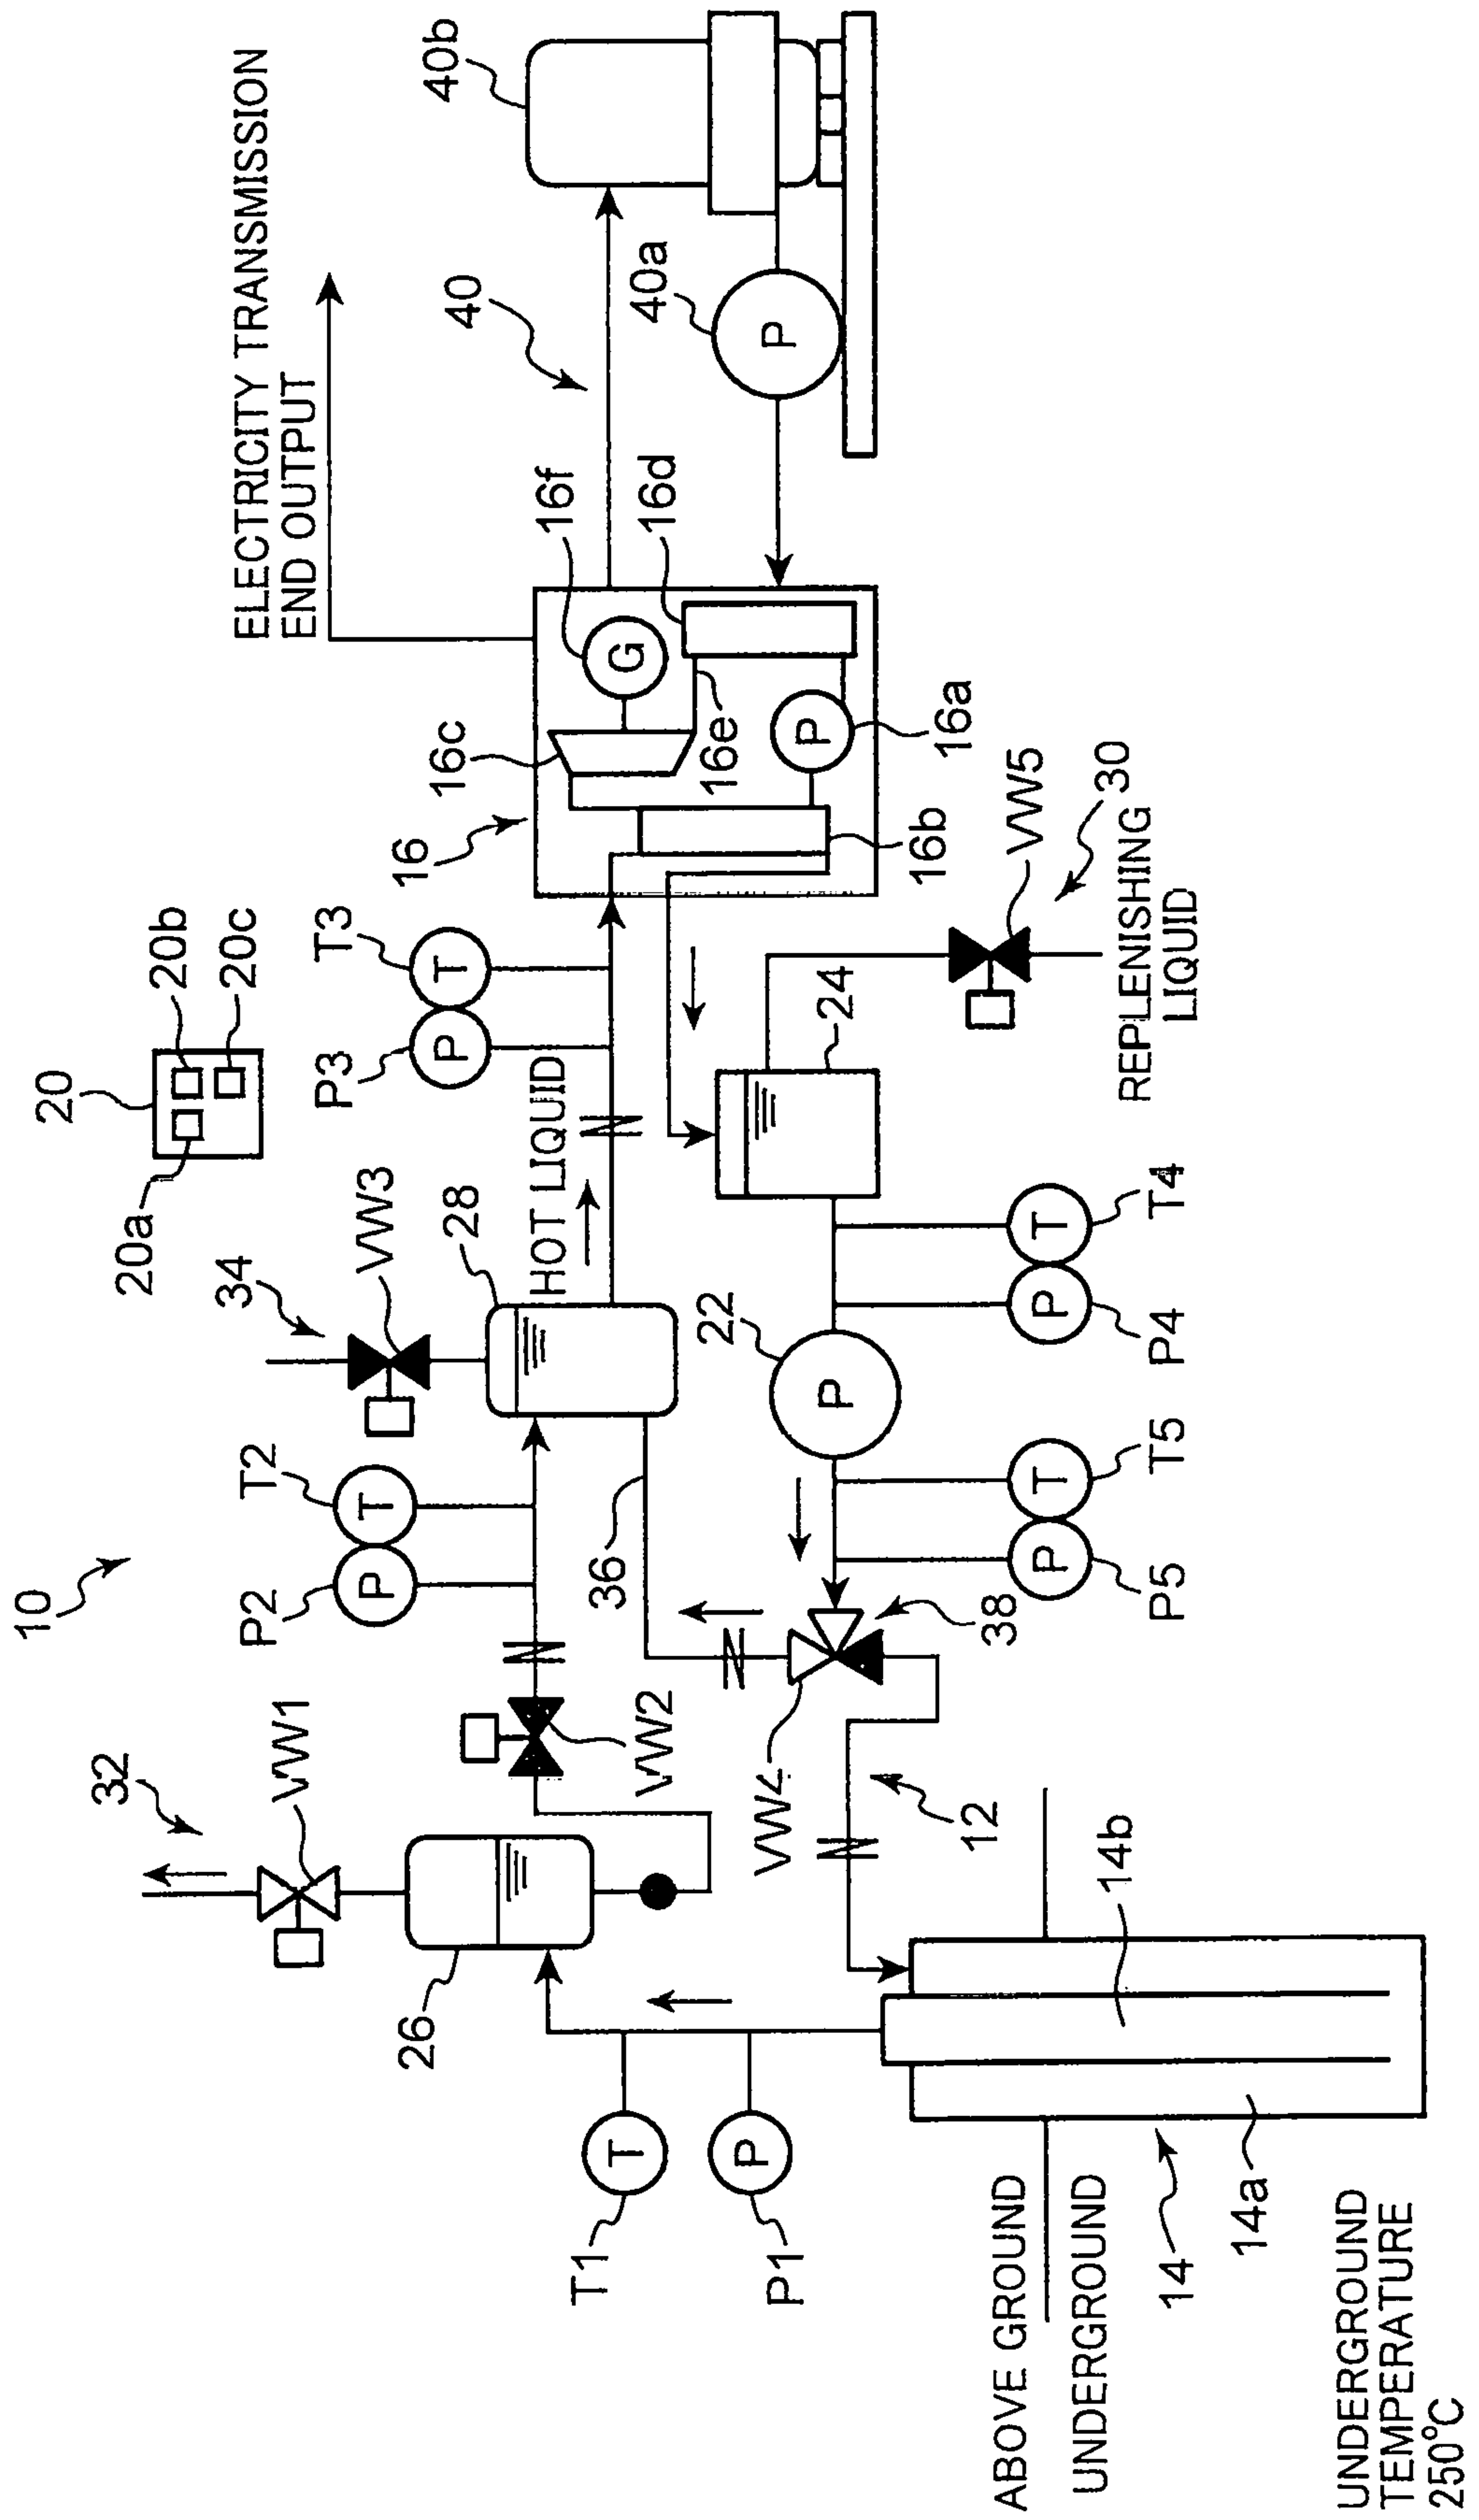 10
20
20a
20b
20c
ELECTRICITY TRANSMISSION
END OUTPUT
32
VW1
34
VW3
P2
T
T2
P
P3
T3
P
T
16
16c
16f
G
40
40b
26
VW2
36
28
HOT LIQUID
16e
16d
40a
P
T1
T
P1
P
VW4
38
22
P
24
16b
P
16a
12
P5
P
T
T5
P4
P
T
T4
VW5
30
REPLENISHING
LIQUID
ABOVE GROUND
UNDERGROUND
14
14a
14b
UNDERGROUND
TEMPERATURE
250°C